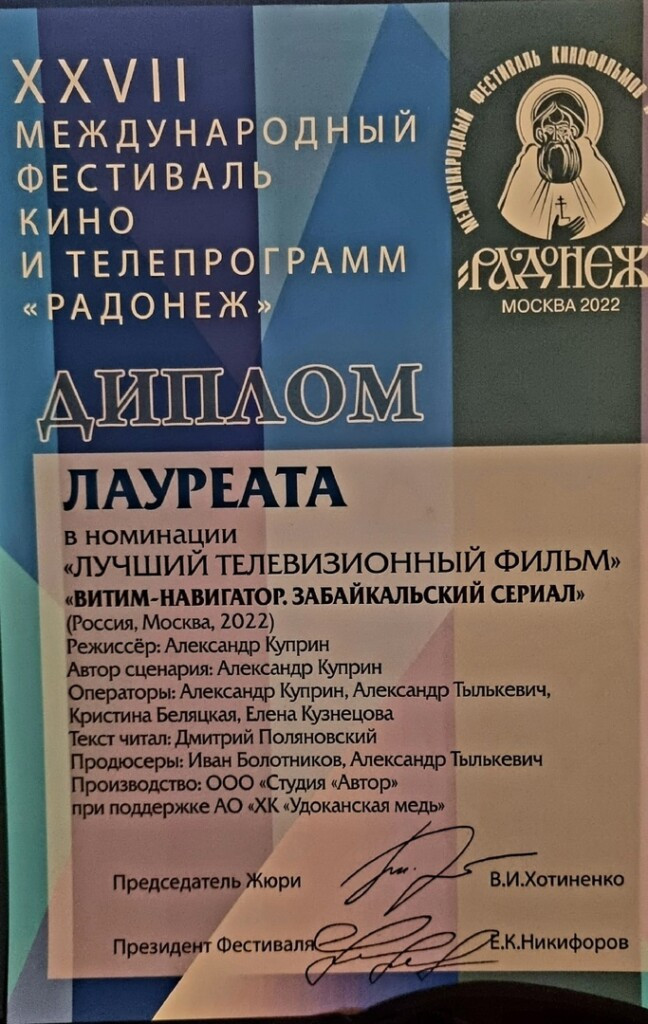 XXVII
МЕЖДУНАРОДНЫЙ
ФЕСТИВАЛЬ
КИНО
И ТЕЛЕПРОГРАММ
«РАДОНЕЖ»
МЕЖДУНАРОДНЫЙ ФЕСТИВАЛЬ КИНОФИЛЬМОВ
РАДОНЕЖ
МОСКВА 2022
ДИПЛОМ
ЛАУРЕАТА
в номинации
«ЛУЧШИЙ ТЕЛЕВИЗИОННЫЙ ФИЛЬМ»
«ВИТИМ-НАВИГАТОР. ЗАБАЙКАЛЬСКИЙ СЕРИАЛ»
(Россия, Москва, 2022)
Режиссёр: Александр Куприн
Автор сценария: Александр Куприн
Операторы: Александр Куприн, Александр Тылькевич,
Кристина Беляцкая, Елена Кузнецова
Текст читал: Дмитрий Поляновский
Продюсеры: Иван Болотников, Александр Тылькевич
Производство: ООО «Студия «Автор»
при поддержке АО «ХК «Удоканская медь»
Председатель Жюри В.И.Хотиненко
Президент Фестиваля Е.К.Никифоров